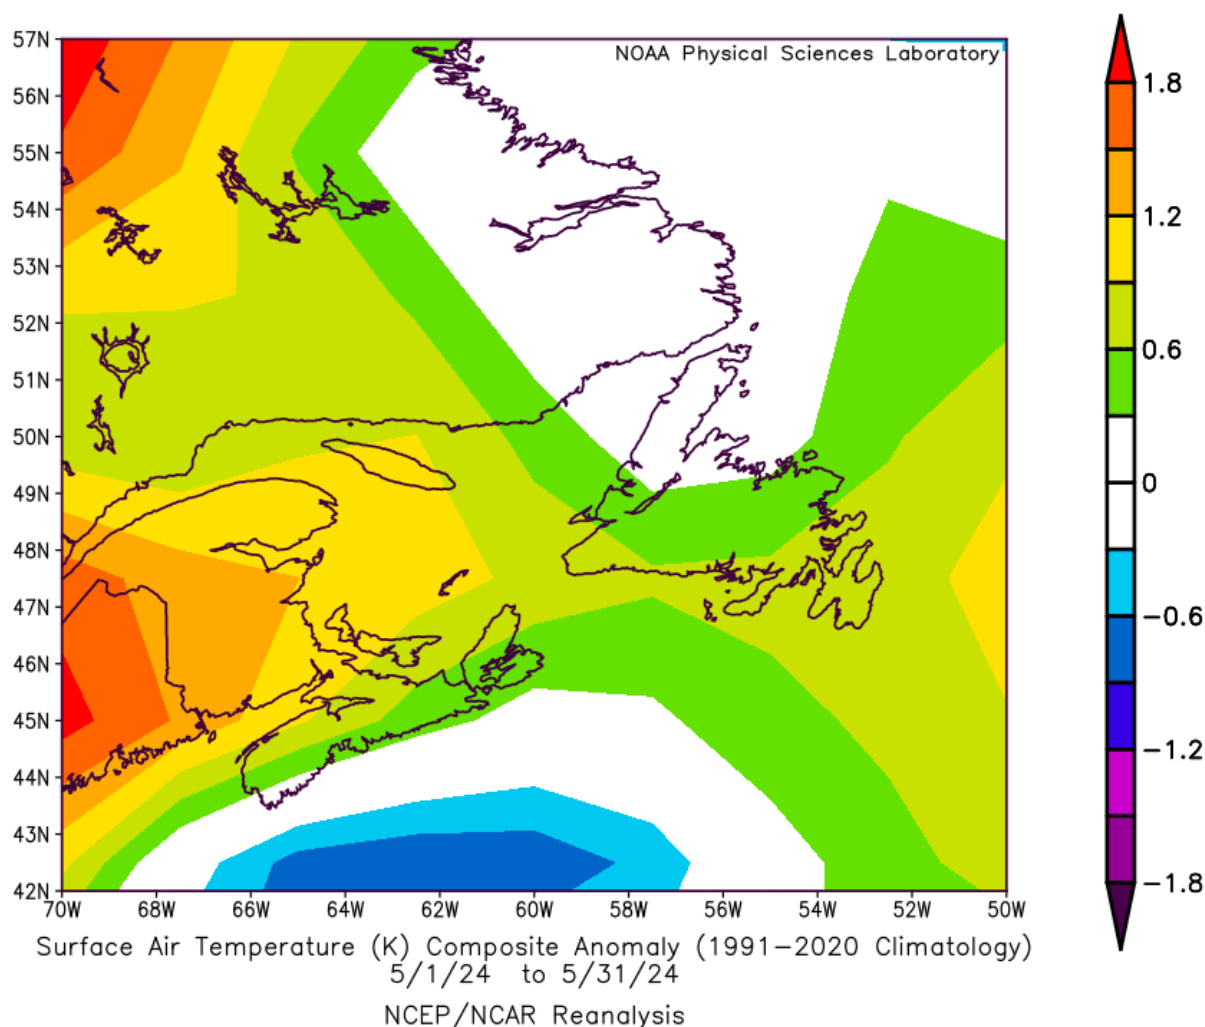 NOAA Physical Sciences Laboratory
57N
56N
55N
54N
53N
52N
51N
50N
49N
48N
47N
46N
45N
44N
43N
42N
70W 68W 66W 64W 62W 60W 58W 56W 54W 52W 50W
1.8
1.2
0.6
0
−0.6
−1.2
−1.8
Surface Air Temperature (K) Composite Anomaly (1991−2020 Climatology)
5/1/24 to 5/31/24
NCEP/NCAR Reanalysis